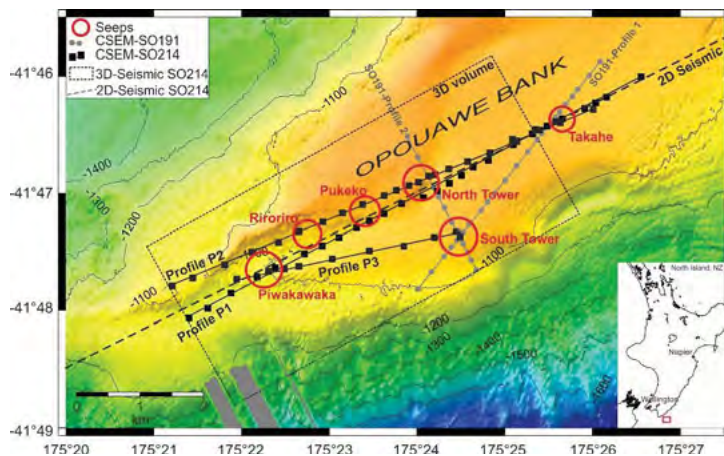 Seeps
CSEM-SO191
CSEM-SO214
3D-Seismic SO214
2D-Seismic SO214
-41°46'
-41°47'
-41°48'
-41°49'
175°20
175°21
175°22
175°23
175°24
175°25
175°26
175°27
-1100
-1400
-1300
-1200
3D volume
SO191-Profile 1
2D Seismic
SO191-Profile 2
OPOUAWE BANK
Takahe
Pukeko
North Tower
Riroriro
South Tower
Profile P2
Profile P3
-1100
-1100
Piwakawaka
Profile P1
-1200
-1300
-1400
-1500
-1600
0
North Island, NZ
Napier
Wellington